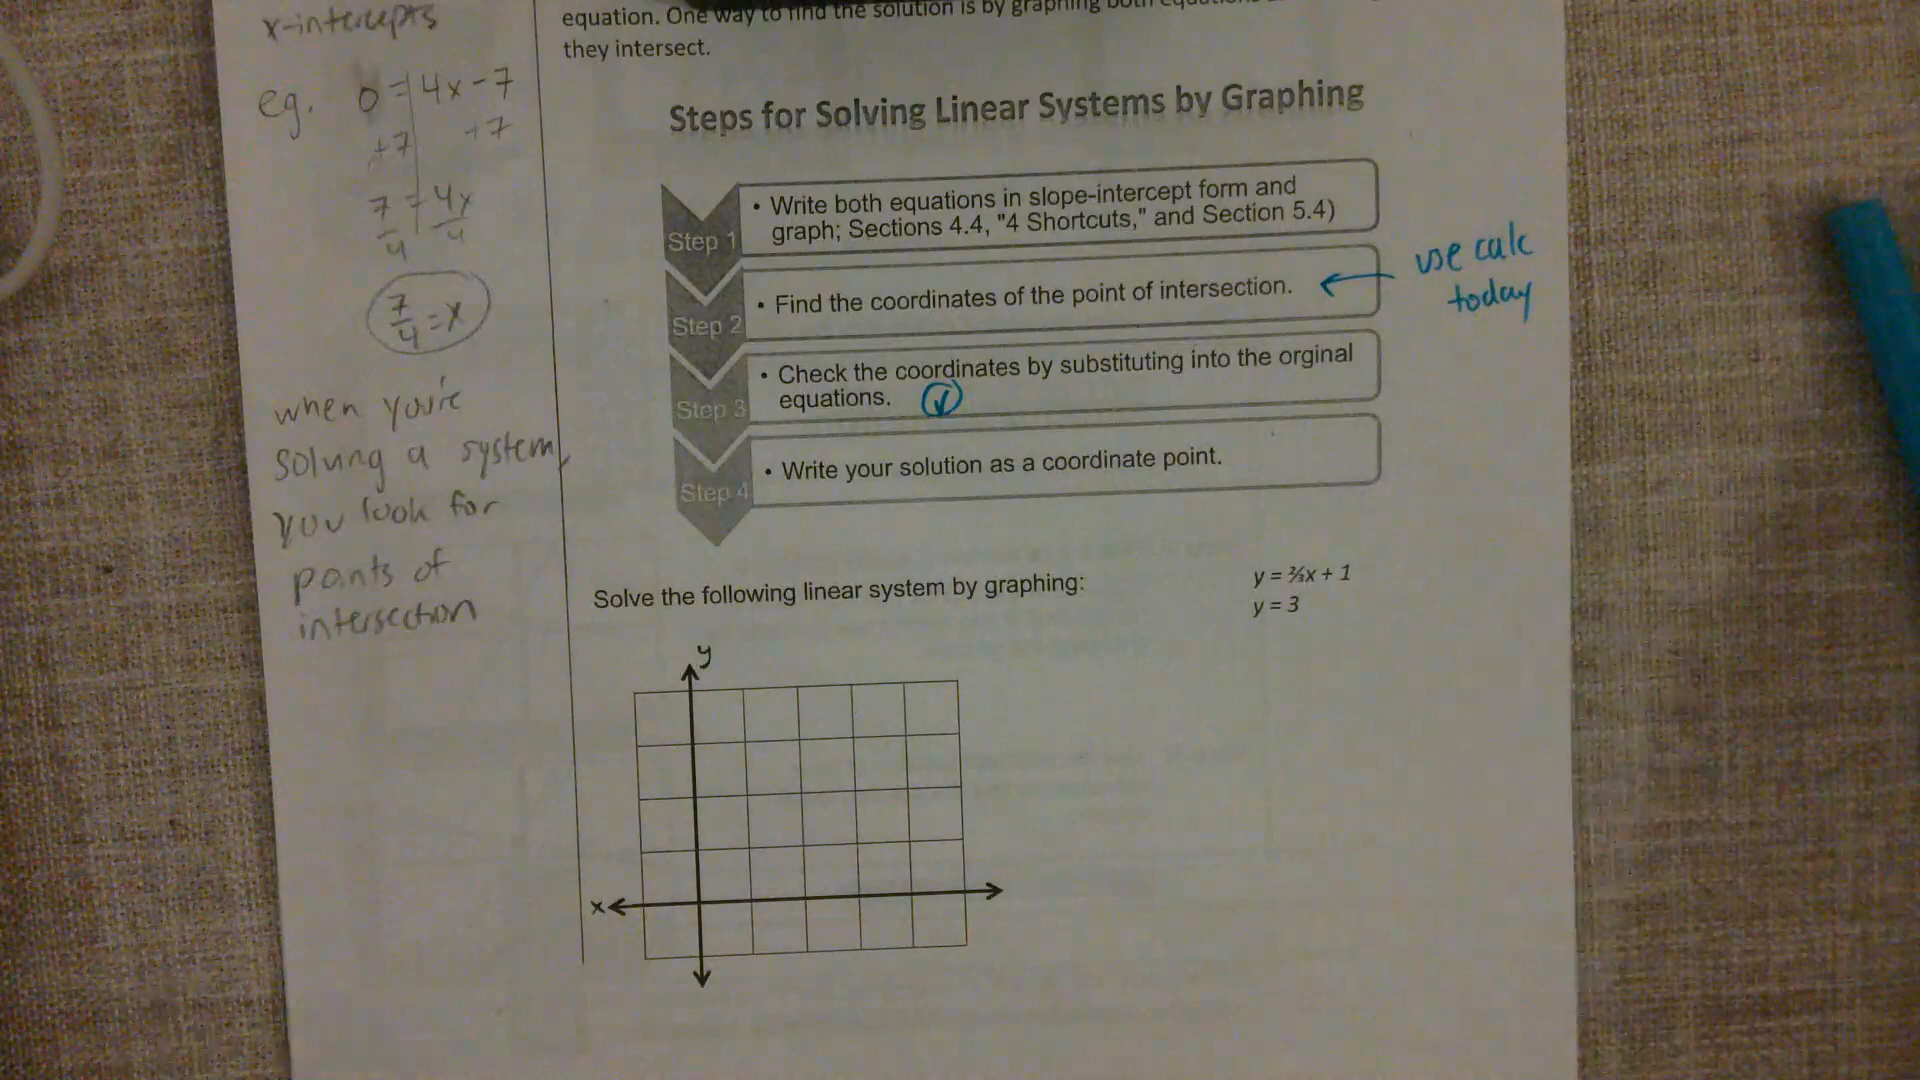 x-intercepts
eg. 0 = 4x - 7
+7 +7
7/4 = 4x/4
7/4 = x
when you're
solving a system,
you look for
points of
intersection
equation. One way to find the solution is by graphing both
they intersect.
Steps for Solving Linear Systems by Graphing
Step 1
• Write both equations in slope-intercept form and
graph; Sections 4.4, "4 Shortcuts," and Section 5.4)
Step 2
• Find the coordinates of the point of intersection.
use calc
today
Step 3
• Check the coordinates by substituting into the orginal
equations. ✓
Step 4
• Write your solution as a coordinate point.
Solve the following linear system by graphing:
y = ⅔x + 1
y = 3
y
x